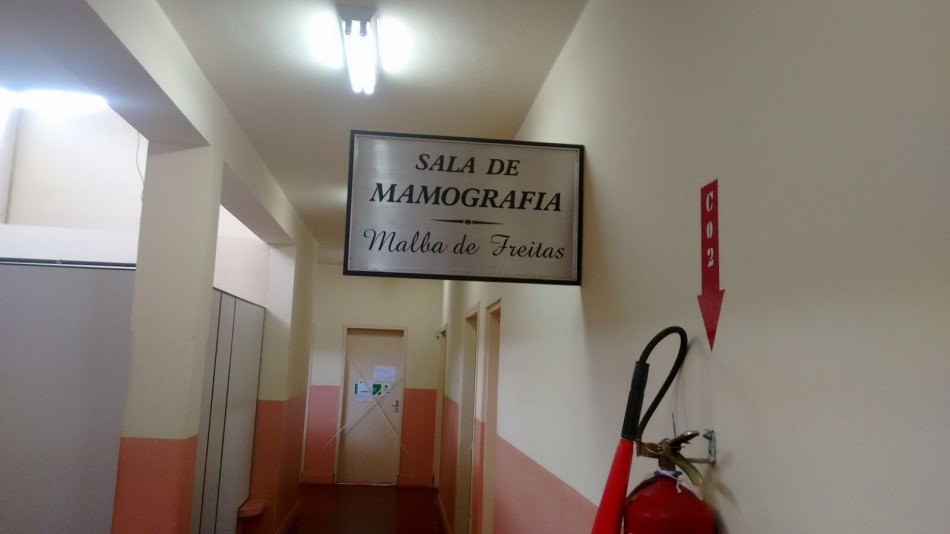 SALA DE
MAMOGRAFIA
Malba de Freitas
CO2